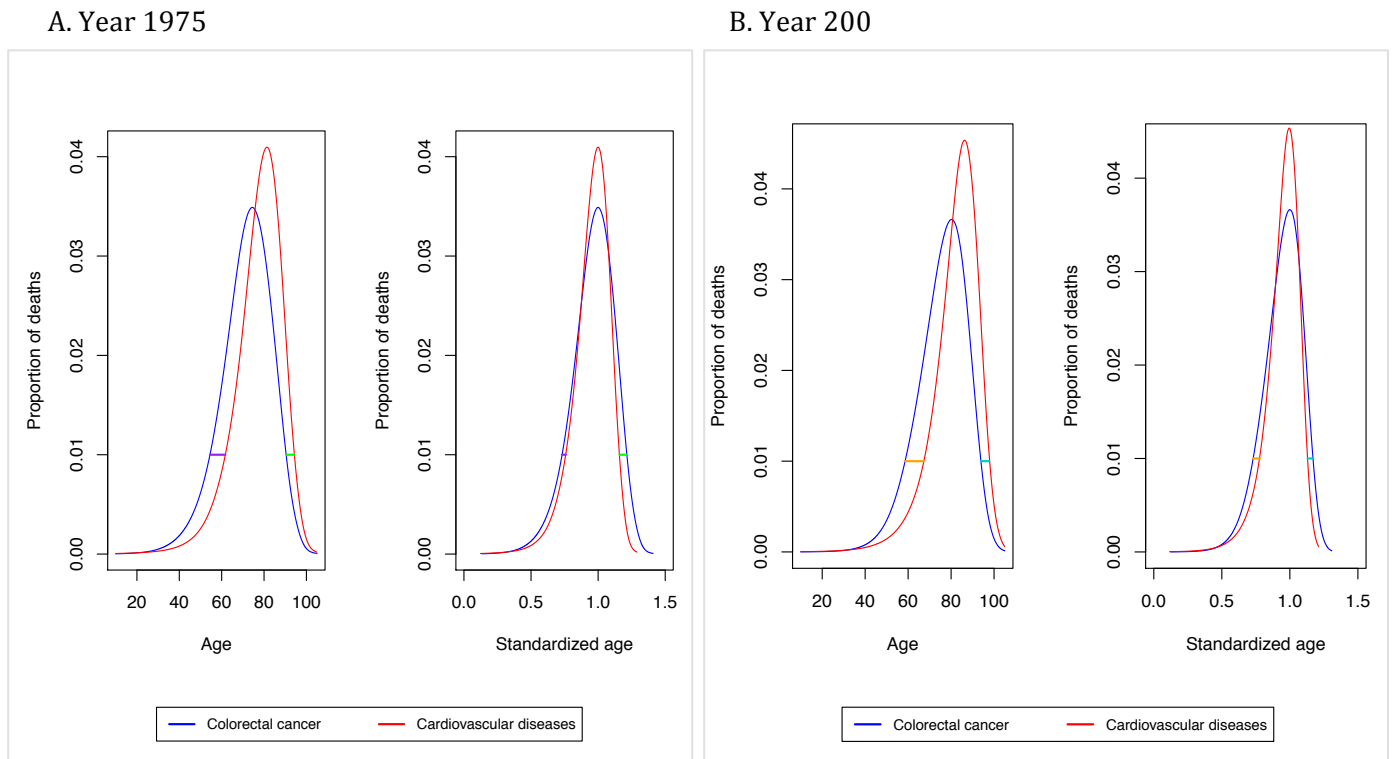 A. Year 1975
B. Year 200
Proportion of deaths
0.00 0.01 0.02 0.03 0.04
20 40 60 80 100
Age
Proportion of deaths
0.00 0.01 0.02 0.03 0.04
0.0 0.5 1.0 1.5
Standardized age
Colorectal cancer Cardiovascular diseases
Proportion of deaths
0.00 0.01 0.02 0.03 0.04
20 40 60 80 100
Age
Proportion of deaths
0.00 0.01 0.02 0.03 0.04
0.0 0.5 1.0 1.5
Standardized age
Colorectal cancer Cardiovascular diseases